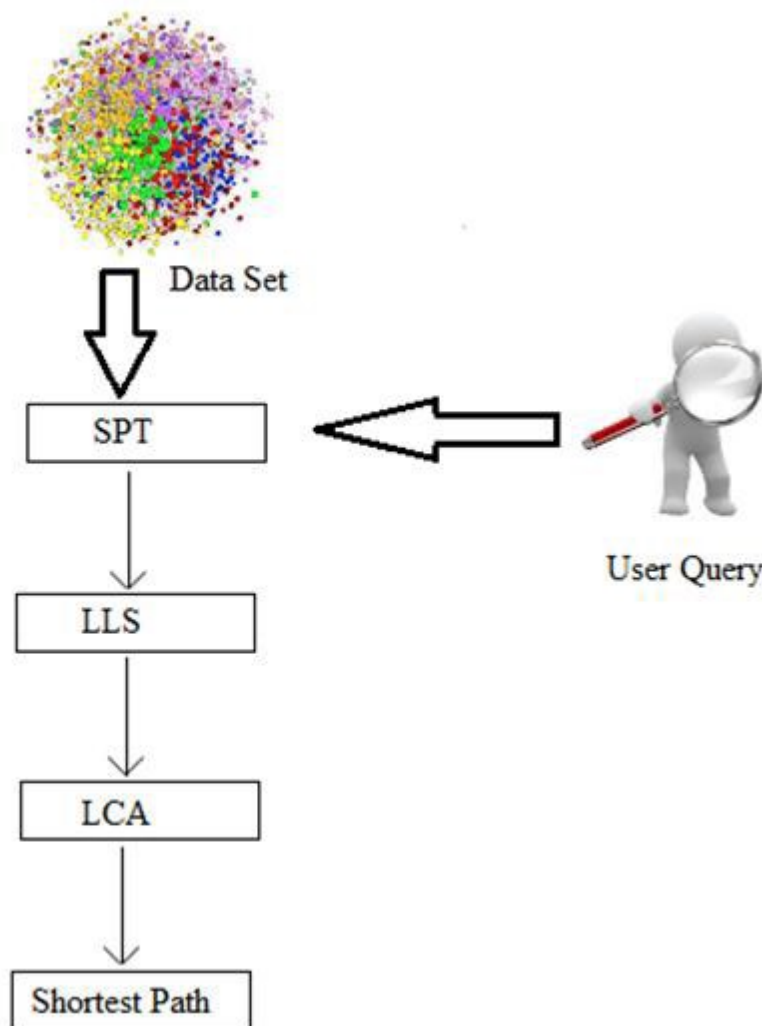 Data Set
SPT
User Query
LLS
LCA
Shortest Path